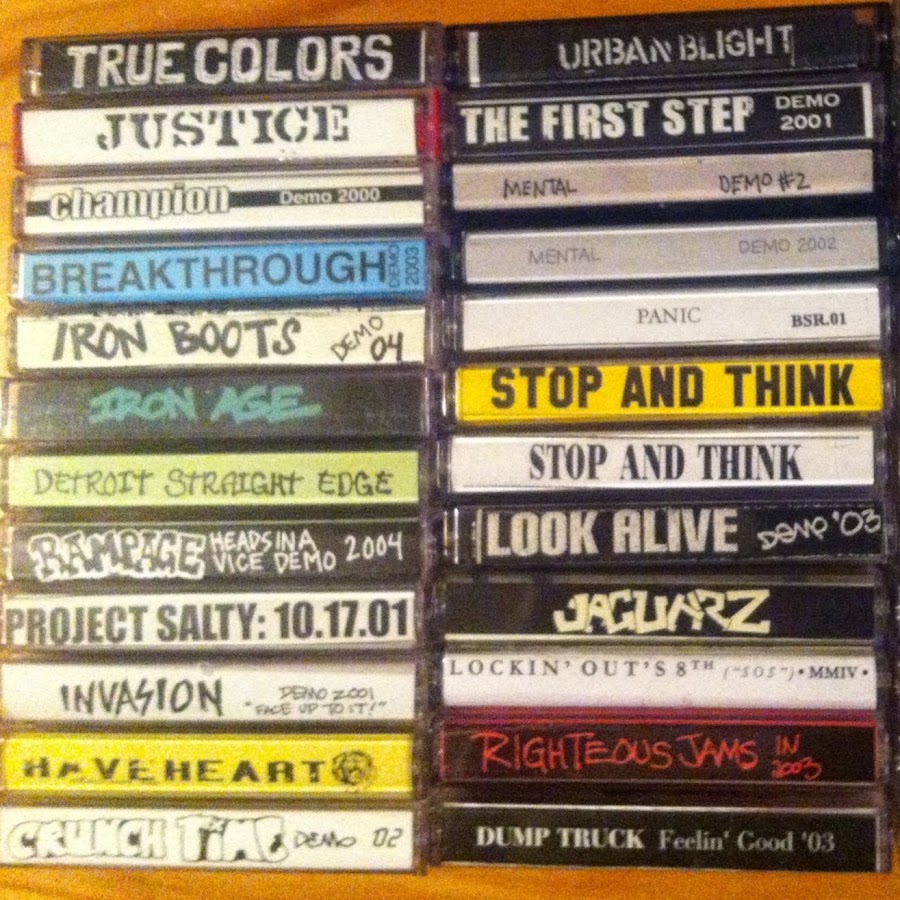 TRUE COLORS
JUSTICE
champion Demo 2000
BREAKTHROUGH DEMO 2003
IRON BOOTS DEMO 04
IRON AGE
DETROIT STRAIGHT EDGE
RAMPAGE HEADS IN A
VICE DEMO 2004
PROJECT SALTY: 10.17.01
INVASION DEMO 2001
"FACE UP TO IT!"
HAVE HEART
CRUNCH TIME DEMO '02
URBAN BLIGHT
THE FIRST STEP DEMO
2001
MENTAL DEMO #2
MENTAL DEMO 2002
PANIC BSR.01
STOP AND THINK
STOP AND THINK
LOOK ALIVE DEMO '03
JAGUARZ
LOCKIN' OUT'S 8TH ("SOS") • MMIV •
RIGHTEOUS JAMS IN
2003
DUMP TRUCK Feelin' Good '03